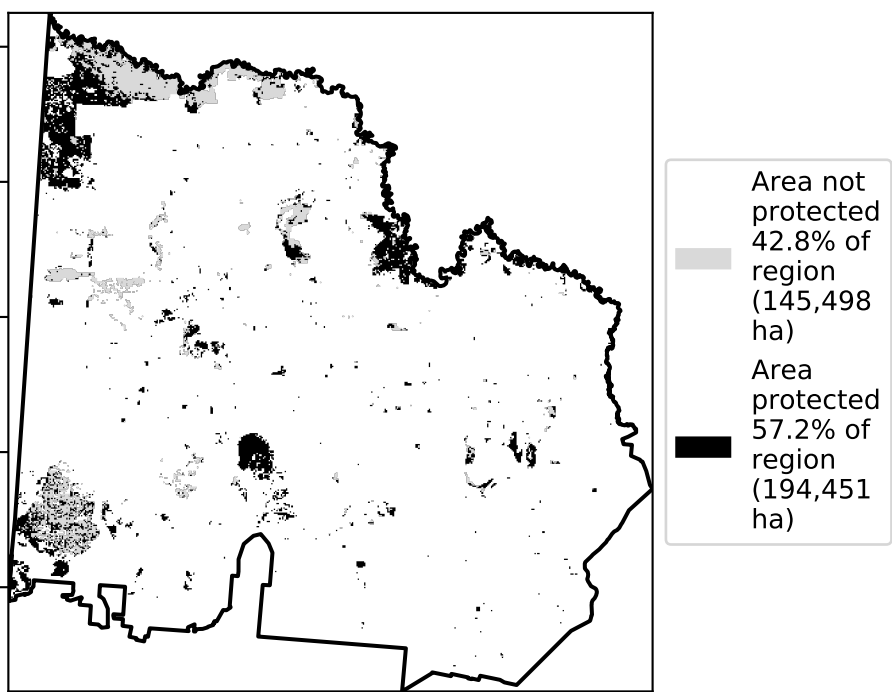 Area not
protected
42.8% of
region
(145,498
ha)
Area
protected
57.2% of
region
(194,451
ha)